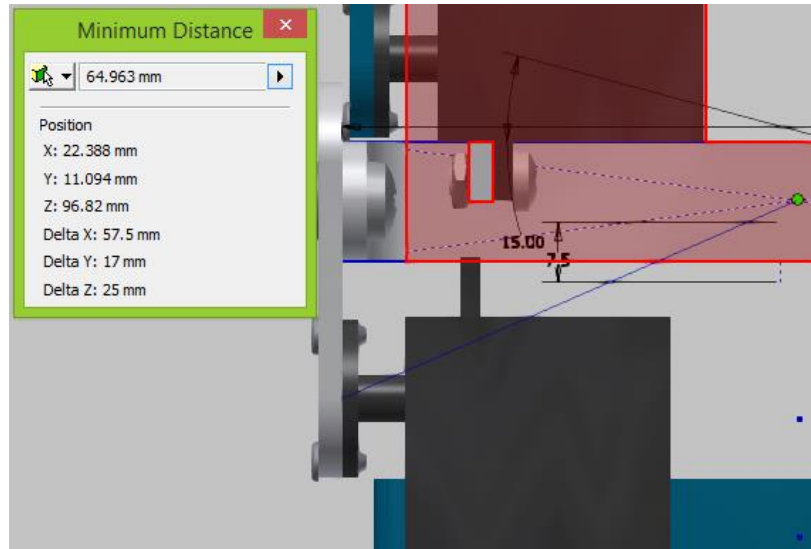 Minimum Distance
64.963 mm
Position
X: 22.388 mm
Y: 11.094 mm
Z: 96.82 mm
Delta X: 57.5 mm
Delta Y: 17 mm
Delta Z: 25 mm
15.00
7.5